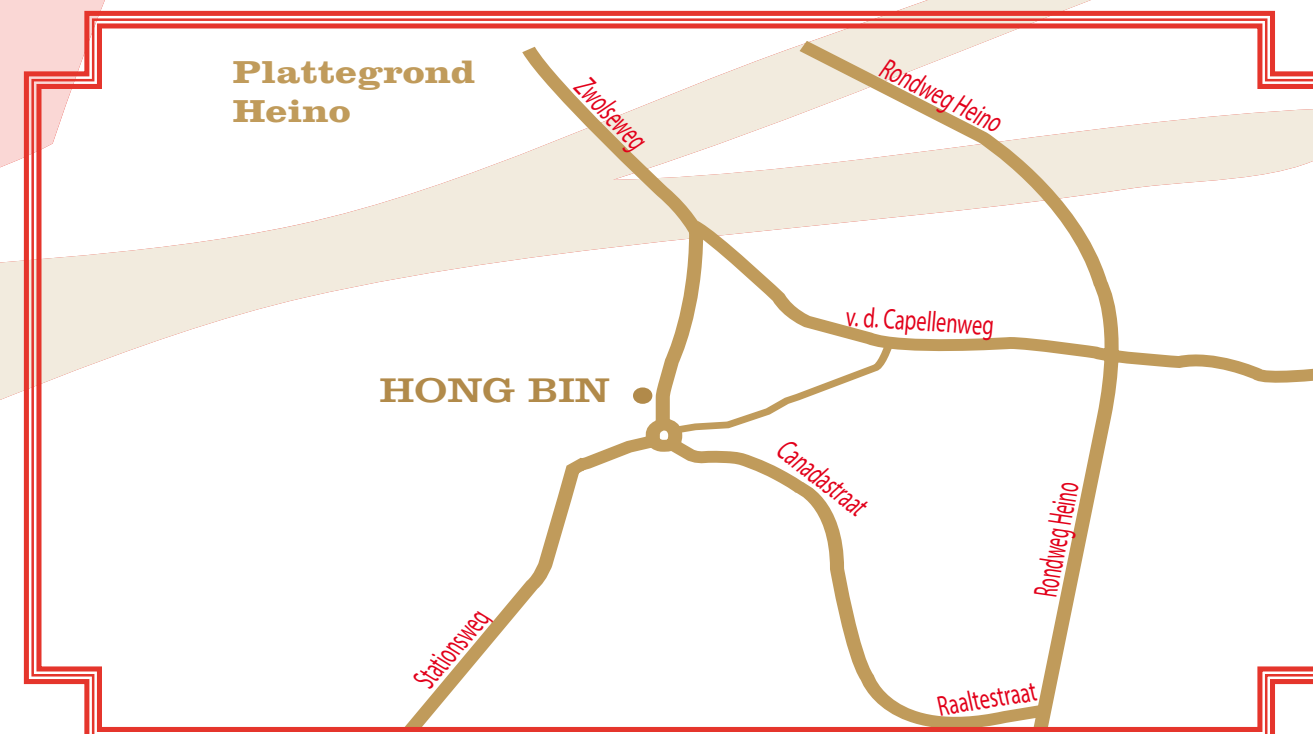 Plattegrond
Heino
Zwolseweg
Rondweg Heino
v. d. Capellenweg
HONG BIN
Canadastraat
Rondweg Heino
Stationsweg
Raaltestraat